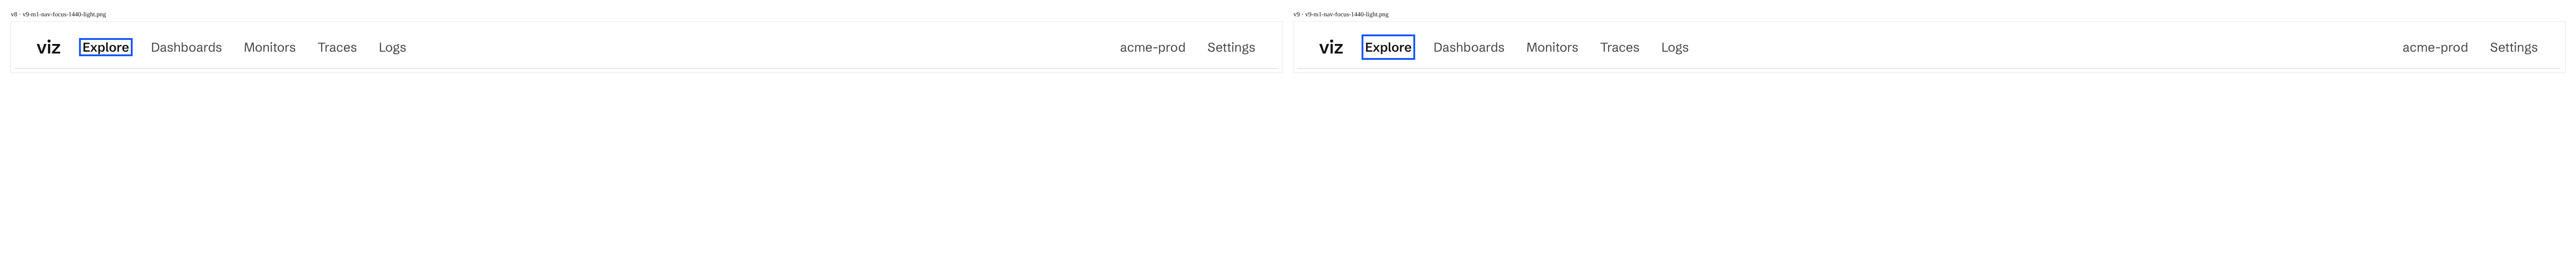 v8 · v9-m1-nav-focus-1440-light.png
viz Explore Dashboards Monitors Traces Logs acme-prod Settings
v9 · v9-m1-nav-focus-1440-light.png
viz Explore Dashboards Monitors Traces Logs acme-prod Settings